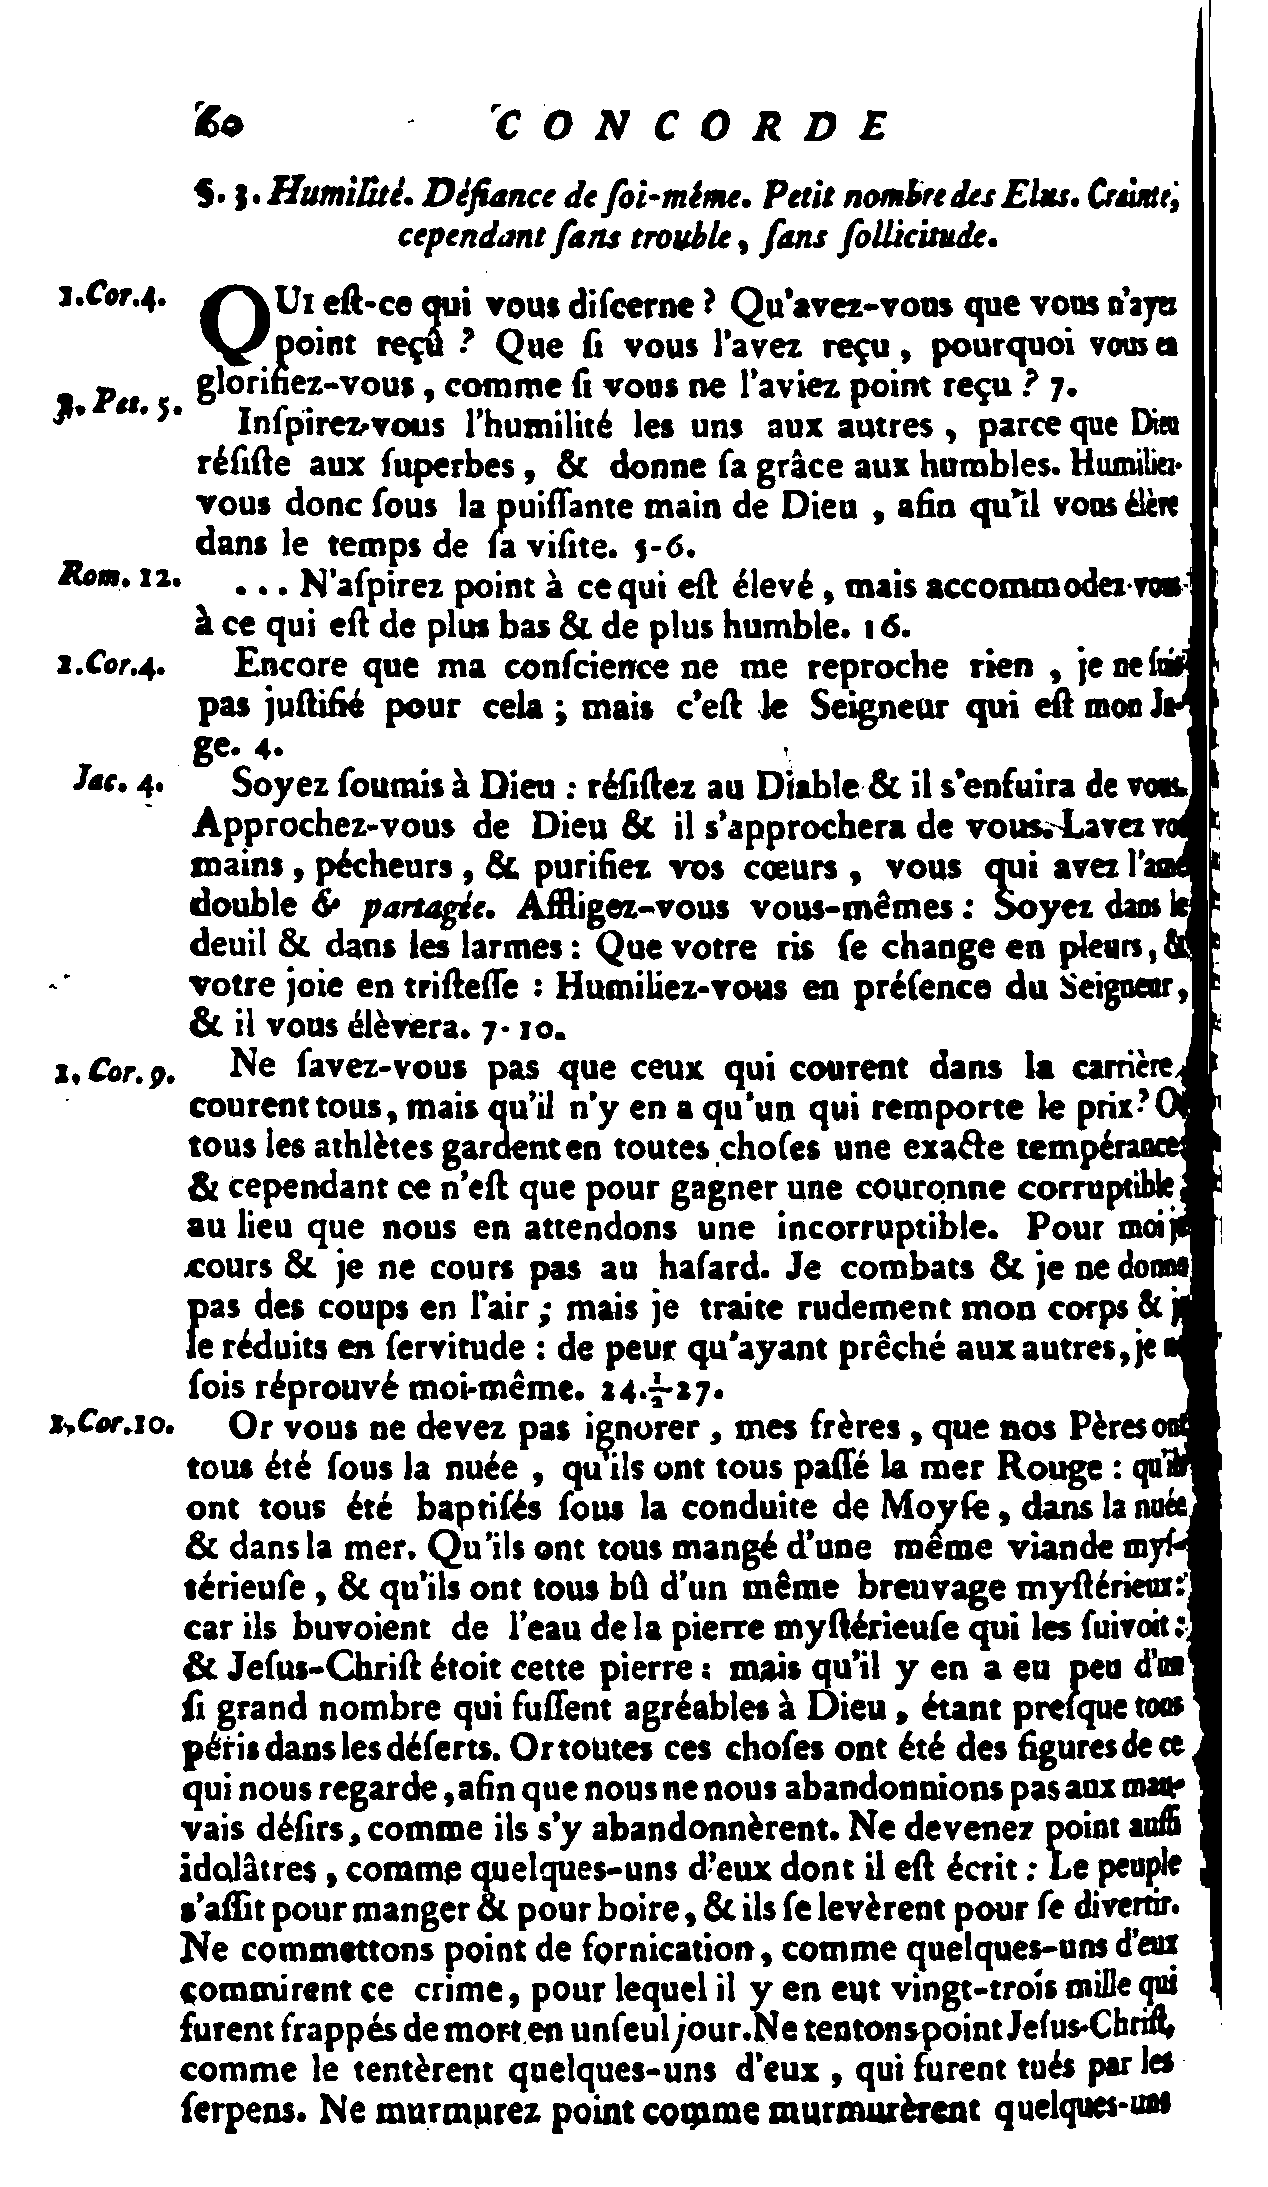 60 CONCORDE
§. 3. Humilité. Défiance de ſoi-même. Petit nombre des Elus. Crainte,
cependant ſans trouble, ſans ſollicitude.
1. Cor. 4. QUI eſt-ce qui vous diſcerne ? Qu'avez-vous que vous n'ayez
point reçû ? Que ſi vous l'avez reçu, pourquoi vous en
glorifiez-vous, comme ſi vous ne l'aviez point reçu ? 7.
Pet. 5. Inſpirez-vous l'humilité les uns aux autres, parce que Dieu
réſiſte aux ſuperbes, & donne ſa grâce aux humbles. Humiliez-
vous donc ſous la puiſſante main de Dieu, afin qu'il vous élève
dans le temps de ſa viſite. 5-6.
Rom. 12. ... N'aſpirez point à ce qui eſt élevé, mais accommodez-vous
à ce qui eſt de plus bas & de plus humble. 16.
1. Cor. 4. Encore que ma conſcience ne me reproche rien, je ne ſuis
pas juſtifié pour cela ; mais c'eſt le Seigneur qui eſt mon Ju-
ge. 4.
Jac. 4. Soyez ſoumis à Dieu : réſiſtez au Diable & il s'enfuira de vous.
Approchez-vous de Dieu & il s'approchera de vous. Lavez vos
mains, pécheurs, & purifiez vos cœurs, vous qui avez l'ame
double & partagée. Affligez-vous vous-mêmes : Soyez dans le
deuil & dans les larmes : Que votre ris ſe change en pleurs, &
votre joie en triſteſſe : Humiliez-vous en préſence du Seigneur,
& il vous élèvera. 7-10.
1. Cor. 9. Ne ſavez-vous pas que ceux qui courent dans la carrière,
courent tous, mais qu'il n'y en a qu'un qui remporte le prix ? Or
tous les athlètes gardent en toutes choſes une exacte tempérance
& cependant ce n'eſt que pour gagner une couronne corruptible,
au lieu que nous en attendons une incorruptible. Pour moi je
cours & je ne cours pas au haſard. Je combats & je ne donne
pas des coups en l'air ; mais je traite rudement mon corps & je
le réduits en ſervitude : de peur qu'ayant prêché aux autres, je ne
ſois réprouvé moi-même. 24.½-27.
1. Cor. 10. Or vous ne devez pas ignorer, mes frères, que nos Pères ont
tous été ſous la nuée, qu'ils ont tous paſſé la mer Rouge : qu'ils
ont tous été baptiſés ſous la conduite de Moyſe, dans la nuée
& dans la mer. Qu'ils ont tous mangé d'une même viande myſ-
térieuſe, & qu'ils ont tous bû d'un même breuvage myſtérieux :
car ils buvoient de l'eau de la pierre myſtérieuſe qui les ſuivoit :
& Jeſus-Chriſt étoit cette pierre : mais qu'il y en a eu peu d'un
ſi grand nombre qui fuſſent agréables à Dieu, étant preſque tous
péris dans les déſerts. Or toutes ces choſes ont été des figures de ce
qui nous regarde, afin que nous ne nous abandonnions pas aux mau-
vais déſirs, comme ils s'y abandonnèrent. Ne devenez point auſſi
idolâtres, comme quelques-uns d'eux dont il eſt écrit : Le peuple
s'aſſit pour manger & pour boire, & ils ſe levèrent pour ſe divertir.
Ne commettons point de fornication, comme quelques-uns d'eux
commirent ce crime, pour lequel il y en eut vingt-trois mille qui
furent frappés de mort en un ſeul jour. Ne tentons point Jeſus-Chriſt,
comme le tentèrent quelques-uns d'eux, qui furent tués par les
ſerpens. Ne murmurez point comme murmurèrent quelques-uns